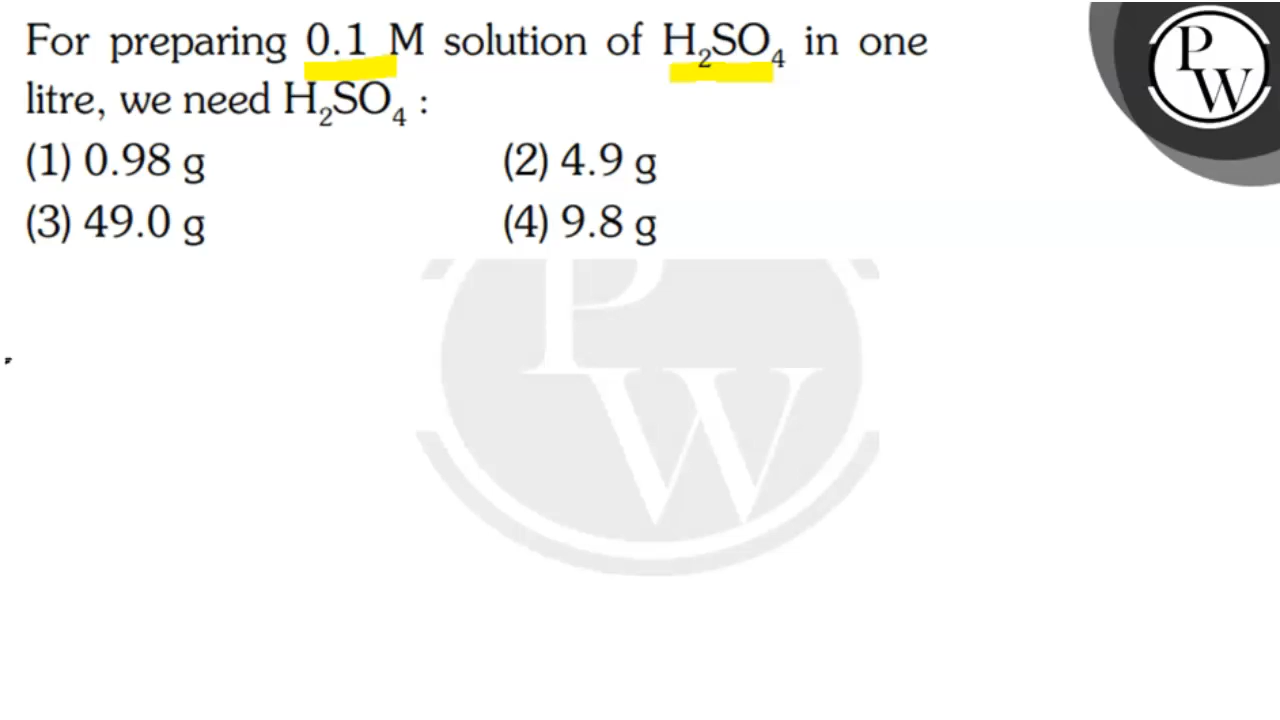 For preparing 0.1 M solution of H₂SO₄ in one
litre, we need H₂SO₄ :
(1) 0.98 g (2) 4.9 g
(3) 49.0 g (4) 9.8 g
P
W
P
W